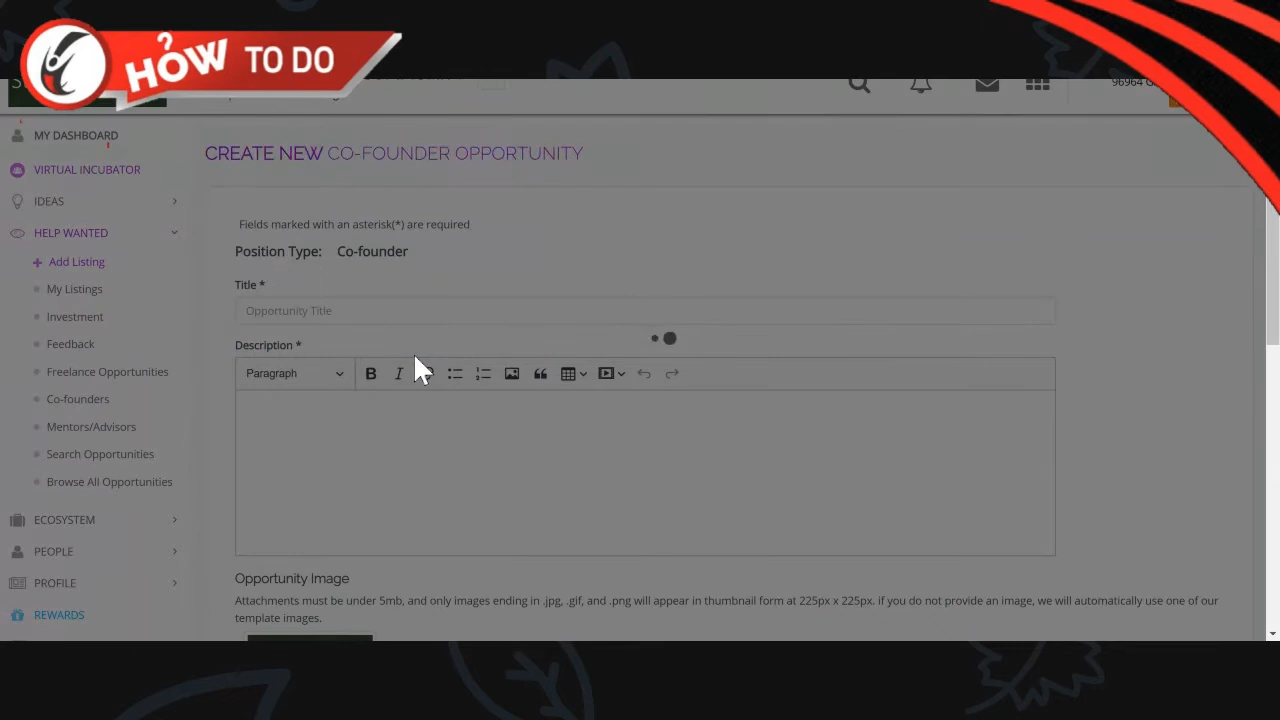 HOW TO DO
MY DASHBOARD
VIRTUAL INCUBATOR
IDEAS
HELP WANTED
Add Listing
My Listings
Investment
Feedback
Freelance Opportunities
Co-founders
Mentors/Advisors
Search Opportunities
Browse All Opportunities
ECOSYSTEM
PEOPLE
PROFILE
REWARDS
CREATE NEW CO-FOUNDER OPPORTUNITY
Fields marked with an asterisk(*) are required
Position Type: Co-founder
Title *
Opportunity Title
Description *
Paragraph
Opportunity Image
Attachments must be under 5mb, and only images ending in .jpg, .gif, and .png will appear in thumbnail form at 225px x 225px. if you do not provide an image, we will automatically use one of our
template images.